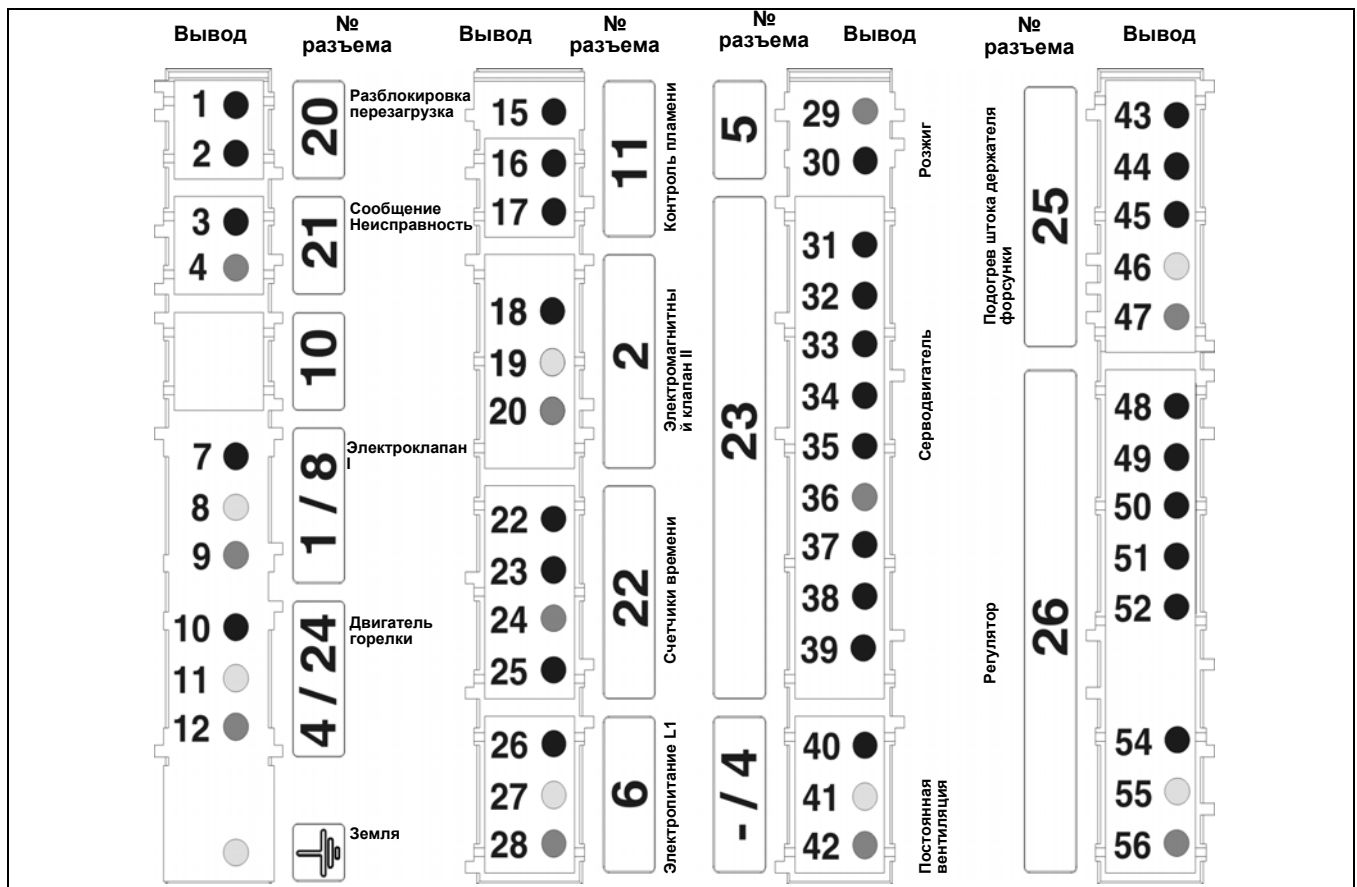 Вывод
№
разъема
Вывод
№
разъема
№
разъема
Вывод
№
разъема
Вывод
1
2
20
Разблокировка
перезагрузка
3
4
21
Сообщение
Неисправность
10
7
8
9
1 / 8
Электроклапан
I
10
11
12
4 / 24
Двигатель
горелки
Земля
15
16
17
11
Контроль пламени
18
19
20
2
Электромагнитны
й клапан II
22
23
24
25
22
Счетчики времени
26
27
28
6
Электропитание L1
5
29
30
Розжиг
23
31
32
33
34
35
36
37
38
39
Серводвигатель
- / 4
40
41
42
Постоянная
вентиляция
Подогрев штока держателя
форсунки
25
43
44
45
46
47
Регулятор
26
48
49
50
51
52
54
55
56